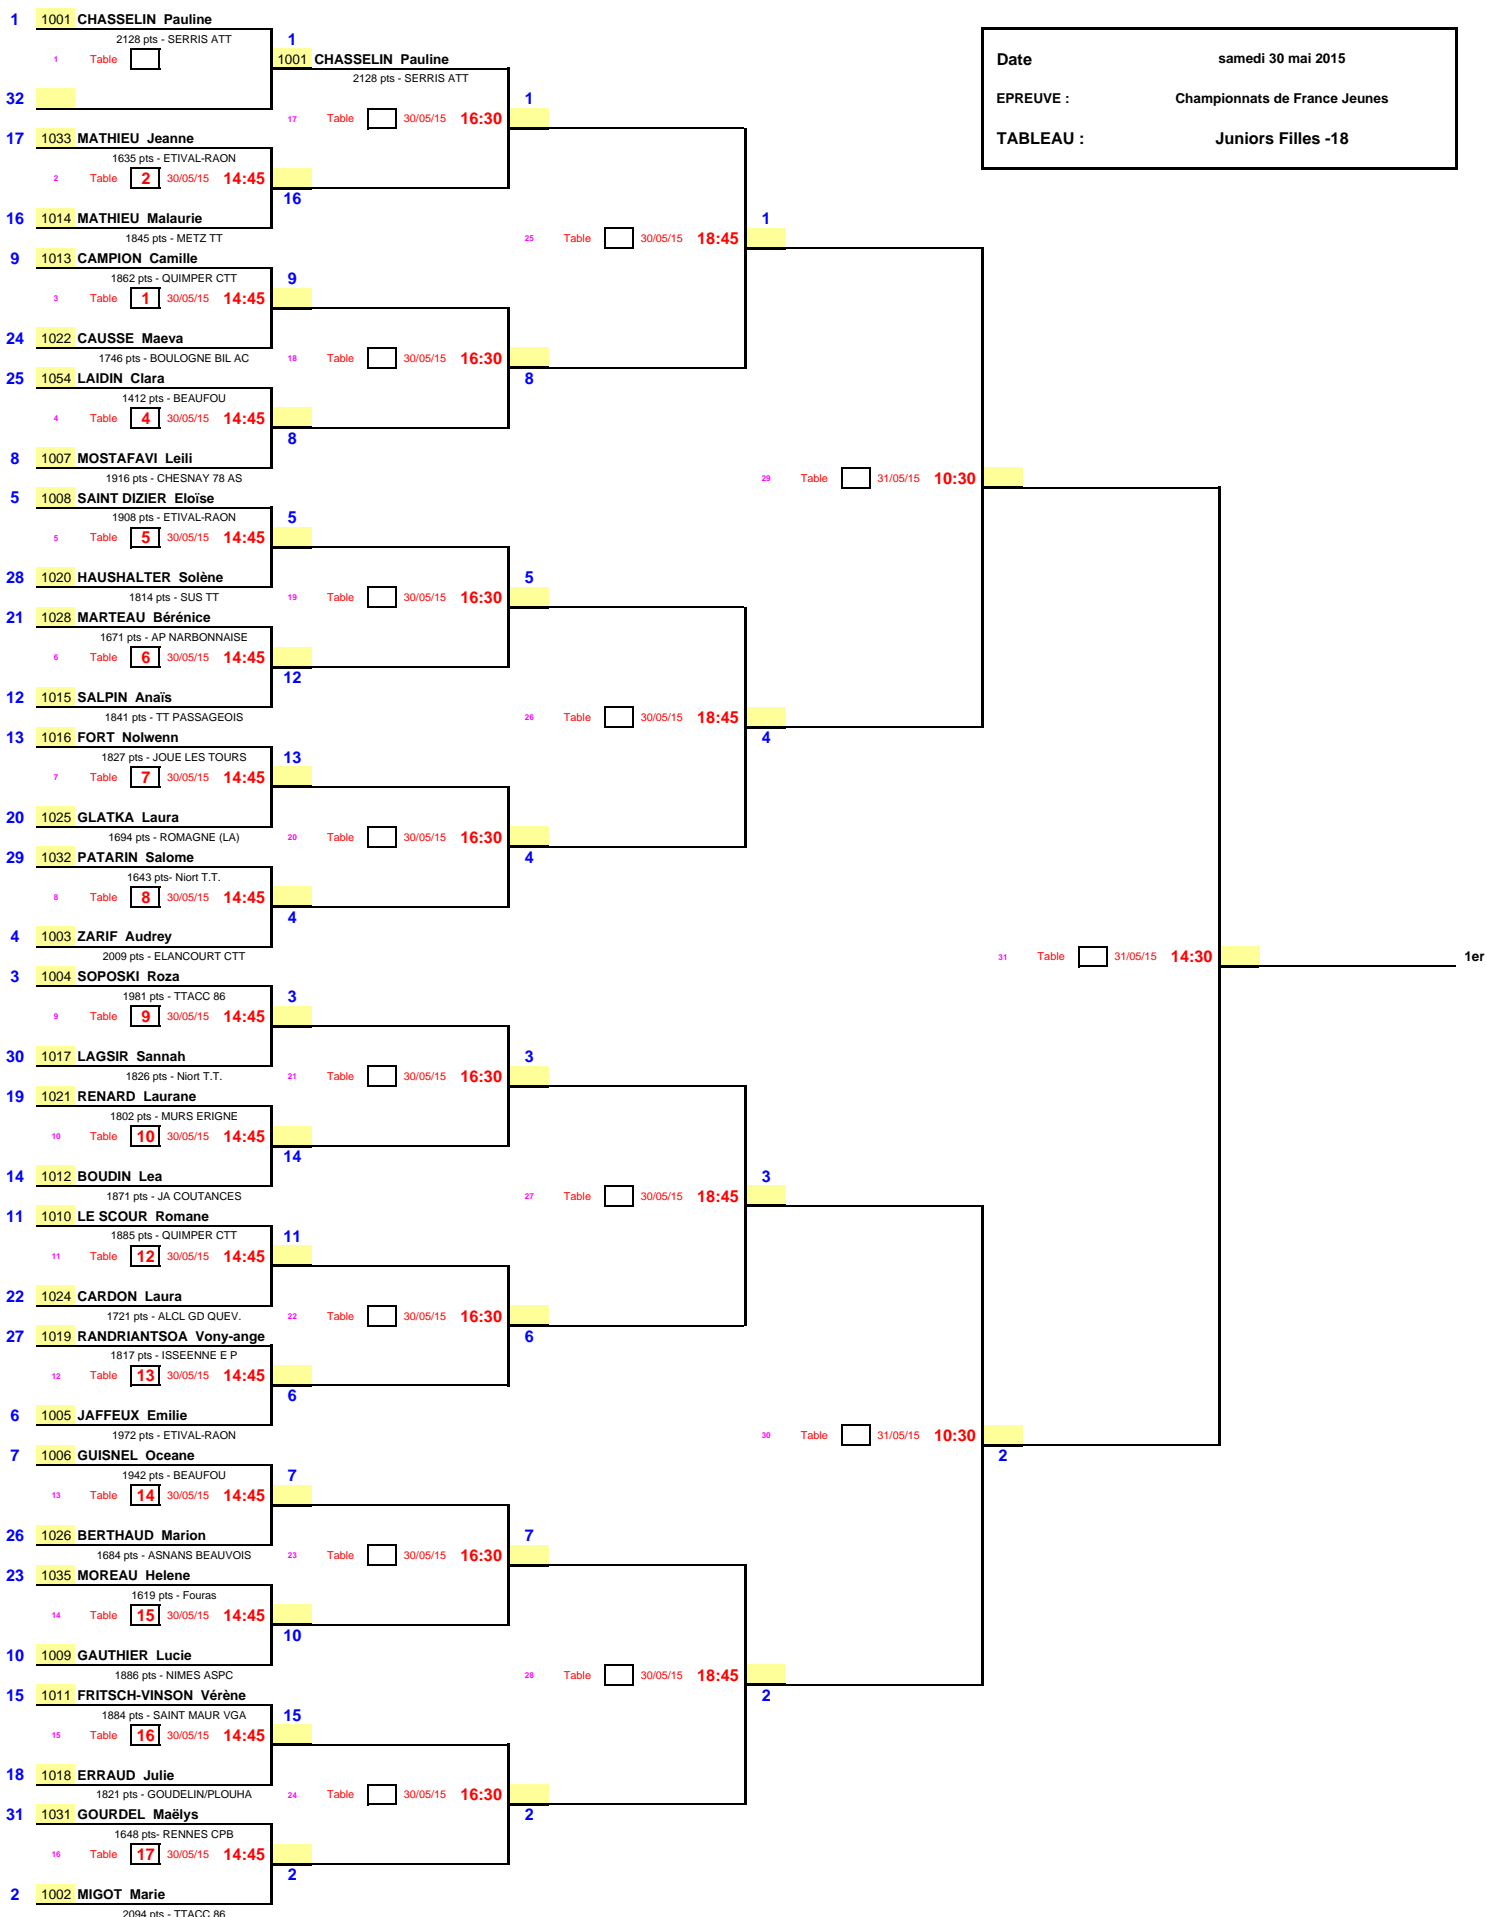 Date samedi 30 mai 2015
EPREUVE : Championnats de France Jeunes
TABLEAU : Juniors Filles -18
1 1001 CHASSELIN Pauline
2128 pts - SERRIS ATT
1 Table
32
17 1033 MATHIEU Jeanne
1635 pts - ETIVAL-RAON
2 Table 2 30/05/15 14:45
16 1014 MATHIEU Malaurie
1845 pts - METZ TT
9 1013 CAMPION Camille
1862 pts - QUIMPER CTT
3 Table 1 30/05/15 14:45
24 1022 CAUSSE Maeva
1746 pts - BOULOGNE BIL AC
25 1054 LAIDIN Clara
1412 pts - BEAUFOU
4 Table 4 30/05/15 14:45
8 1007 MOSTAFAVI Leili
1916 pts - CHESNAY 78 AS
5 1008 SAINT DIZIER Eloïse
1908 pts - ETIVAL-RAON
5 Table 5 30/05/15 14:45
28 1020 HAUSHALTER Solène
1814 pts - SUS TT
21 1028 MARTEAU Bérénice
1671 pts - AP NARBONNAISE
6 Table 6 30/05/15 14:45
12 1015 SALPIN Anaïs
1841 pts - TT PASSAGEOIS
13 1016 FORT Nolwenn
1827 pts - JOUE LES TOURS
7 Table 7 30/05/15 14:45
20 1025 GLATKA Laura
1694 pts - ROMAGNE (LA)
29 1032 PATARIN Salome
1643 pts- Niort T.T.
8 Table 8 30/05/15 14:45
4 1003 ZARIF Audrey
2009 pts - ELANCOURT CTT
3 1004 SOPOSKI Roza
1981 pts - TTACC 86
9 Table 9 30/05/15 14:45
30 1017 LAGSIR Sannah
1826 pts - Niort T.T.
19 1021 RENARD Laurane
1802 pts - MURS ERIGNE
10 Table 10 30/05/15 14:45
14 1012 BOUDIN Lea
1871 pts - JA COUTANCES
11 1010 LE SCOUR Romane
1885 pts - QUIMPER CTT
11 Table 12 30/05/15 14:45
22 1024 CARDON Laura
1721 pts - ALCL GD QUEV.
27 1019 RANDRIANTSOA Vony-ange
1817 pts - ISSEENNE E P
12 Table 13 30/05/15 14:45
6 1005 JAFFEUX Emilie
1972 pts - ETIVAL-RAON
7 1006 GUISNEL Oceane
1942 pts - BEAUFOU
13 Table 14 30/05/15 14:45
26 1026 BERTHAUD Marion
1684 pts - ASNANS BEAUVOIS
23 1035 MOREAU Helene
1619 pts - Fouras
14 Table 15 30/05/15 14:45
10 1009 GAUTHIER Lucie
1886 pts - NIMES ASPC
15 1011 FRITSCH-VINSON Vérène
1884 pts - SAINT MAUR VGA
15 Table 16 30/05/15 14:45
18 1018 ERRAUD Julie
1821 pts - GOUDELIN/PLOUHA
31 1031 GOURDEL Maëlys
1648 pts- RENNES CPB
16 Table 17 30/05/15 14:45
2 1002 MIGOT Marie
2094 pts - TTACC 86
1
1001 CHASSELIN Pauline
2128 pts - SERRIS ATT
17 Table 30/05/15 16:30
16
9
18 Table 30/05/15 16:30
8
5
19 Table 30/05/15 16:30
12
13
20 Table 30/05/15 16:30
4
3
21 Table 30/05/15 16:30
14
11
22 Table 30/05/15 16:30
6
7
23 Table 30/05/15 16:30
10
15
24 Table 30/05/15 16:30
2
1
25 Table 30/05/15 18:45
8
5
26 Table 30/05/15 18:45
4
3
27 Table 30/05/15 18:45
6
7
28 Table 30/05/15 18:45
2
1
29 Table 31/05/15 10:30
4
3
30 Table 31/05/15 10:30
2
31 Table 31/05/15 14:30
2
1er